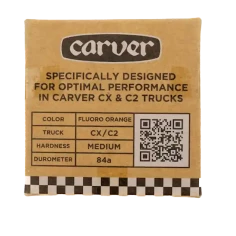 carver
SPECIFICALLY DESIGNED
FOR OPTIMAL PERFORMANCE
IN CARVER CX & C2 TRUCKS
COLOR FLUORO ORANGE
TRUCK CX/C2
HARDNESS MEDIUM
DUROMETER 84a